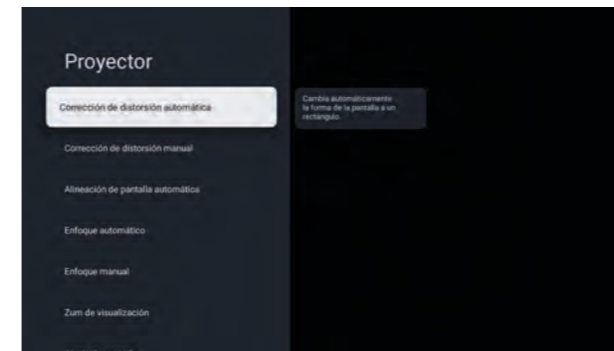 Proyector
Corrección de distorsión automática
Cambia automáticamente
la forma de la pantalla a un
rectángulo.
Corrección de distorsión manual
Alineación de pantalla automática
Enfoque automático
Enfoque manual
Zum de visualización